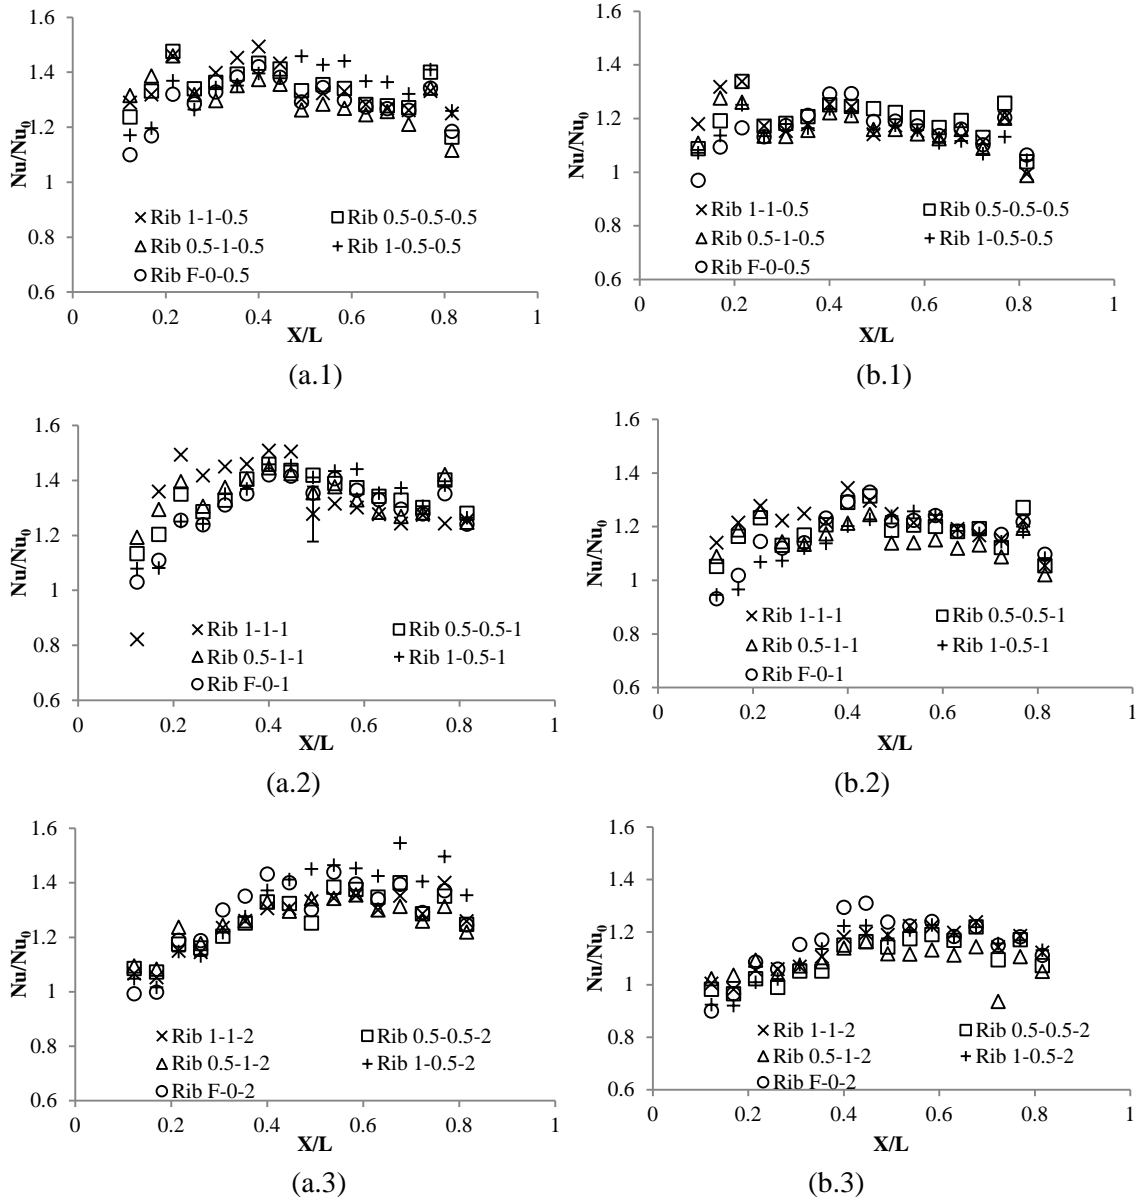 1.6
1.4
1.2
1
0.8
0.6
Nu/Nu0
0 0.2 0.4 0.6 0.8 1
X/L
Rib 1-1-0.5 Rib 0.5-0.5-0.5
Rib 0.5-1-0.5 Rib 1-0.5-0.5
Rib F-0-0.5
(a.1)
1.6
1.4
1.2
1
0.8
0.6
Nu/Nu0
0 0.2 0.4 0.6 0.8 1
X/L
Rib 1-1-0.5 Rib 0.5-0.5-0.5
Rib 0.5-1-0.5 Rib 1-0.5-0.5
Rib F-0-0.5
(b.1)
1.6
1.4
1.2
1
0.8
0.6
Nu/Nu0
0 0.2 0.4 0.6 0.8 1
X/L
Rib 1-1-1 Rib 0.5-0.5-1
Rib 0.5-1-1 Rib 1-0.5-1
Rib F-0-1
(a.2)
1.6
1.4
1.2
1
0.8
0.6
Nu/Nu0
0 0.2 0.4 0.6 0.8 1
X/L
Rib 1-1-1 Rib 0.5-0.5-1
Rib 0.5-1-1 Rib 1-0.5-1
Rib F-0-1
(b.2)
1.6
1.4
1.2
1
0.8
0.6
Nu/Nu0
0 0.2 0.4 0.6 0.8 1
X/L
Rib 1-1-2 Rib 0.5-0.5-2
Rib 0.5-1-2 Rib 1-0.5-2
Rib F-0-2
(a.3)
1.6
1.4
1.2
1
0.8
0.6
Nu/Nu0
0 0.2 0.4 0.6 0.8 1
X/L
Rib 1-1-2 Rib 0.5-0.5-2
Rib 0.5-1-2 Rib 1-0.5-2
Rib F-0-2
(b.3)